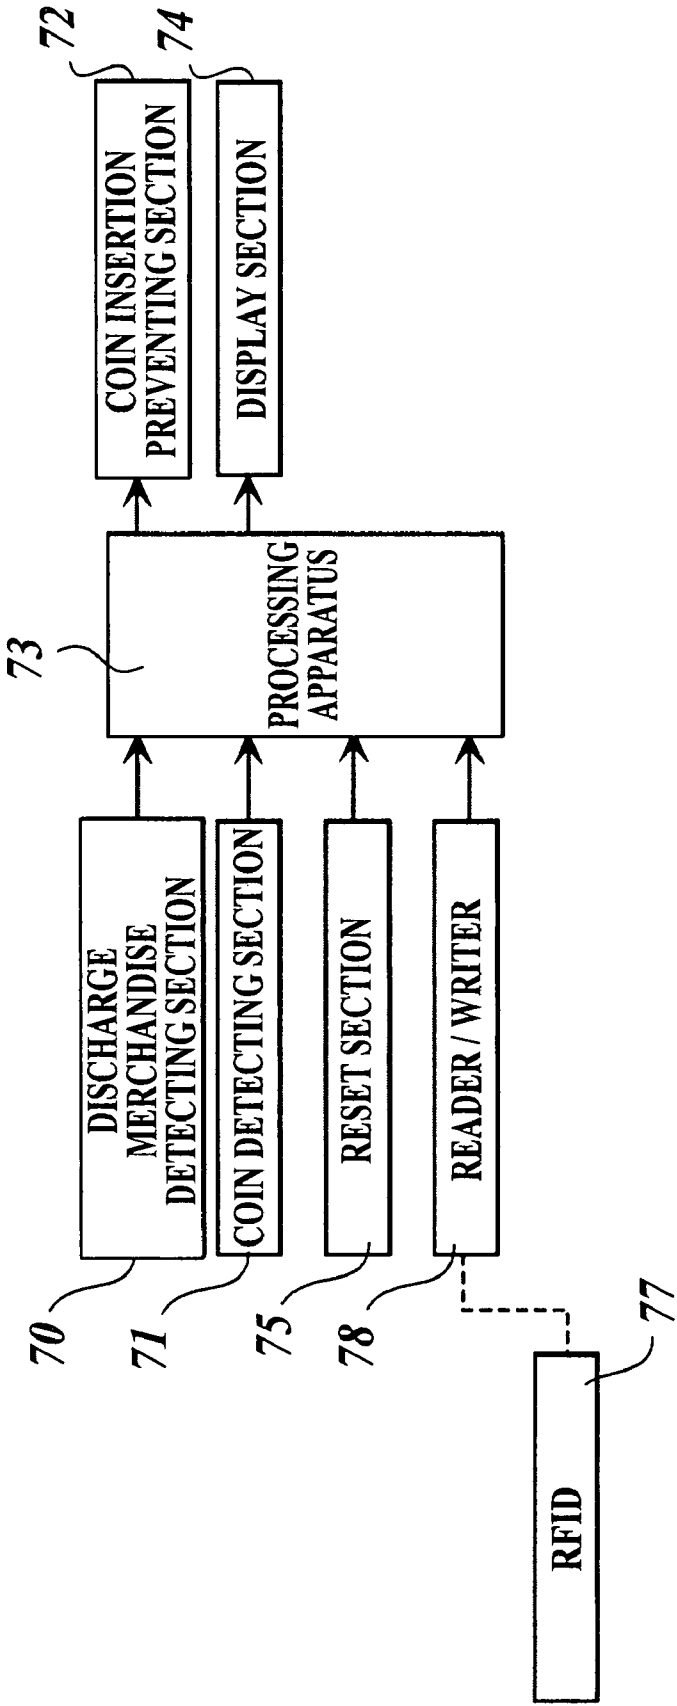 70
DISCHARGE
MERCHANDISE
DETECTING SECTION
71
COIN DETECTING SECTION
75
RESET SECTION
78
READER / WRITER
77
RFID
73
PROCESSING
APPARATUS
72
COIN INSERTION
PREVENTING SECTION
74
DISPLAY SECTION